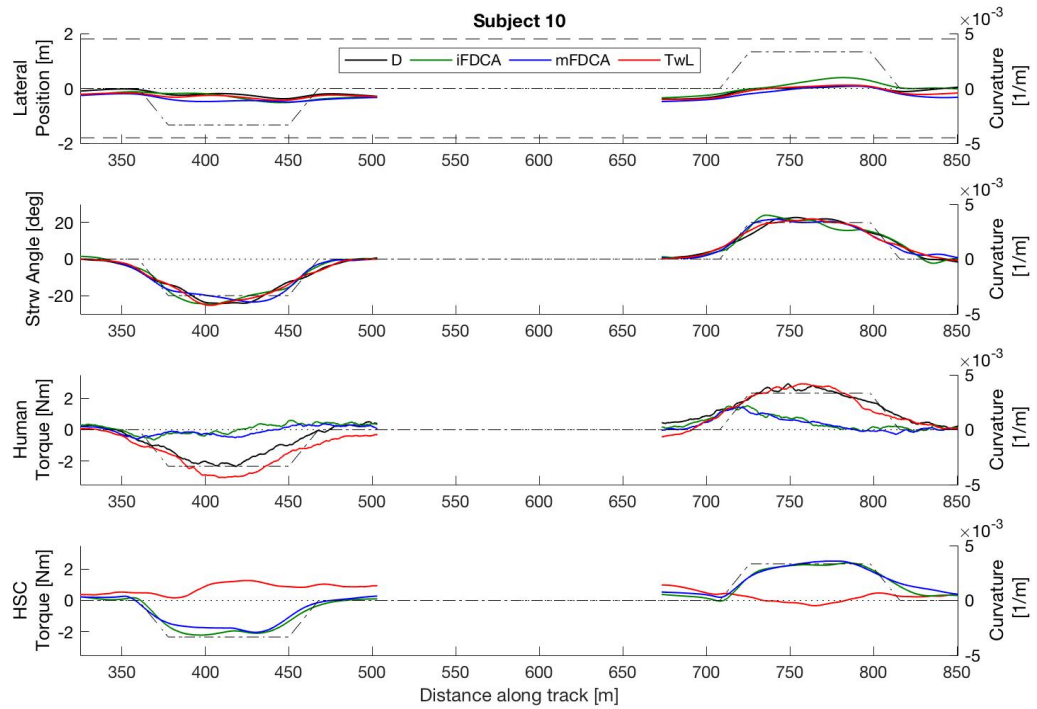 Subject 10
×10⁻³
D iFDCA mFDCA TwL
Lateral
Position [m]
2
0
-2
5
0
-5
Curvature
[1/m]
350 400 450 500 550 600 650 700 750 800 850
×10⁻³
Strw Angle [deg]
20
0
-20
5
0
-5
Curvature
[1/m]
350 400 450 500 550 600 650 700 750 800 850
×10⁻³
Human
Torque [Nm]
2
0
-2
5
0
-5
Curvature
[1/m]
350 400 450 500 550 600 650 700 750 800 850
×10⁻³
HSC
Torque [Nm]
2
0
-2
5
0
-5
Curvature
[1/m]
350 400 450 500 550 600 650 700 750 800 850
Distance along track [m]